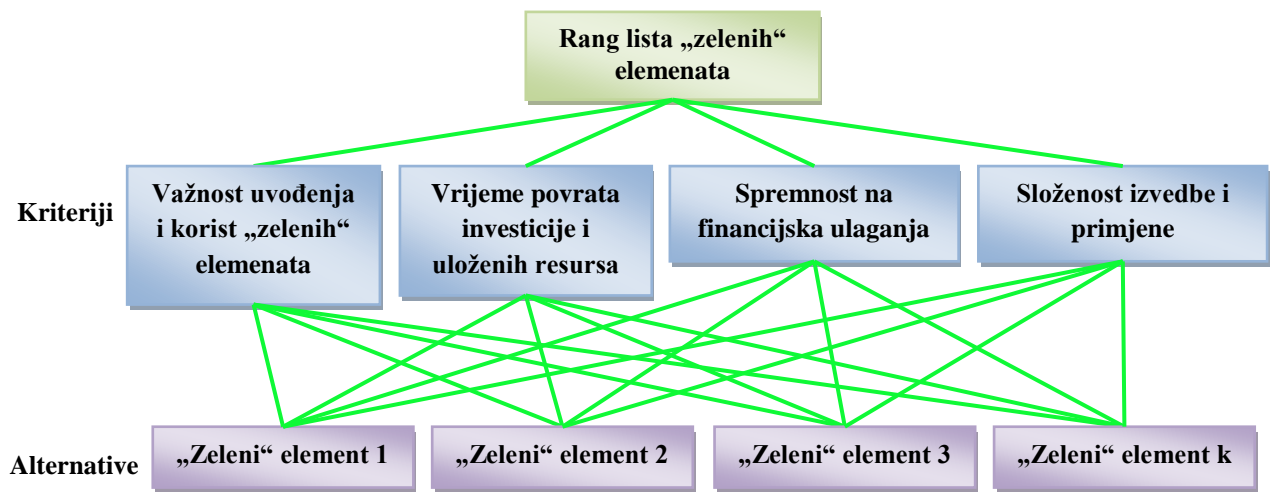 Rang lista „zelenih“
elemenata
Kriteriji
Važnost uvođenja
i korist „zelenih“
elemenata
Vrijeme povrata
investicije i
uloženih resursa
Spremnost na
financijska ulaganja
Složenost izvedbe i
primjene
Alternative
„Zeleni“ element 1
„Zeleni“ element 2
„Zeleni“ element 3
„Zeleni“ element k